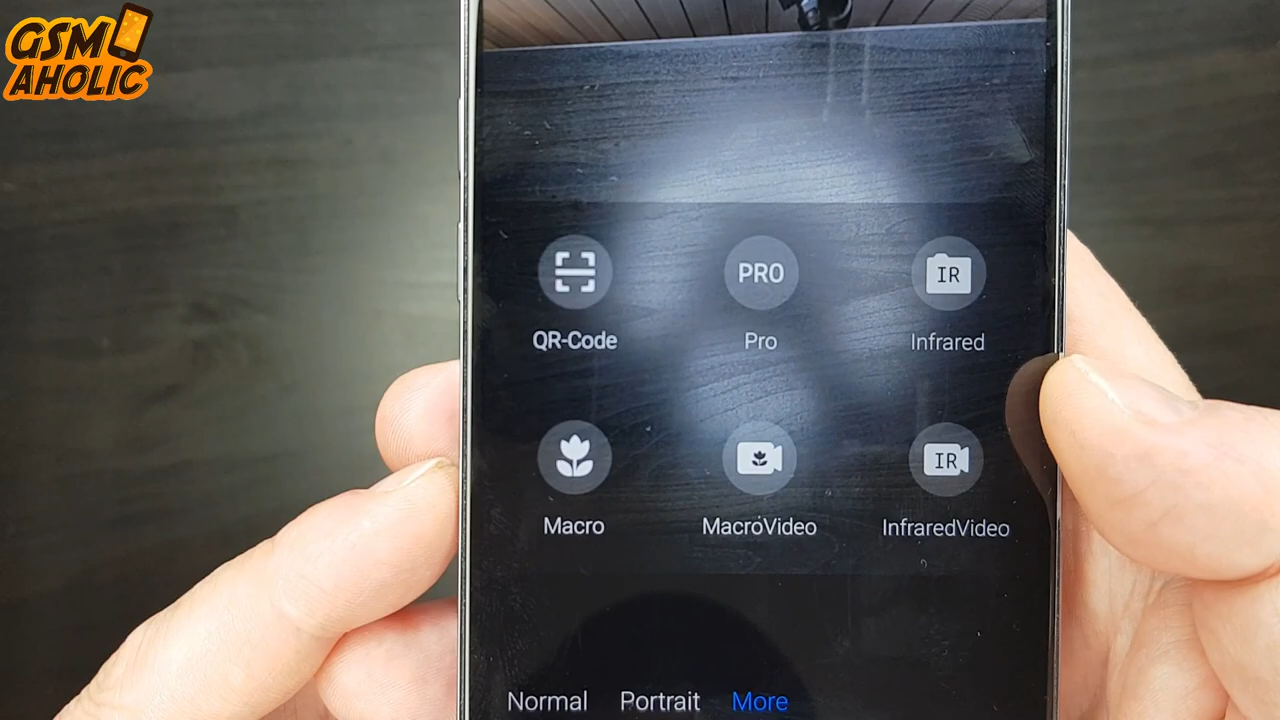 GSM
AHOLIC
PRO
IR
QR-Code
Pro
Infrared
IR
Macro
MacroVideo
InfraredVideo
Normal
Portrait
More